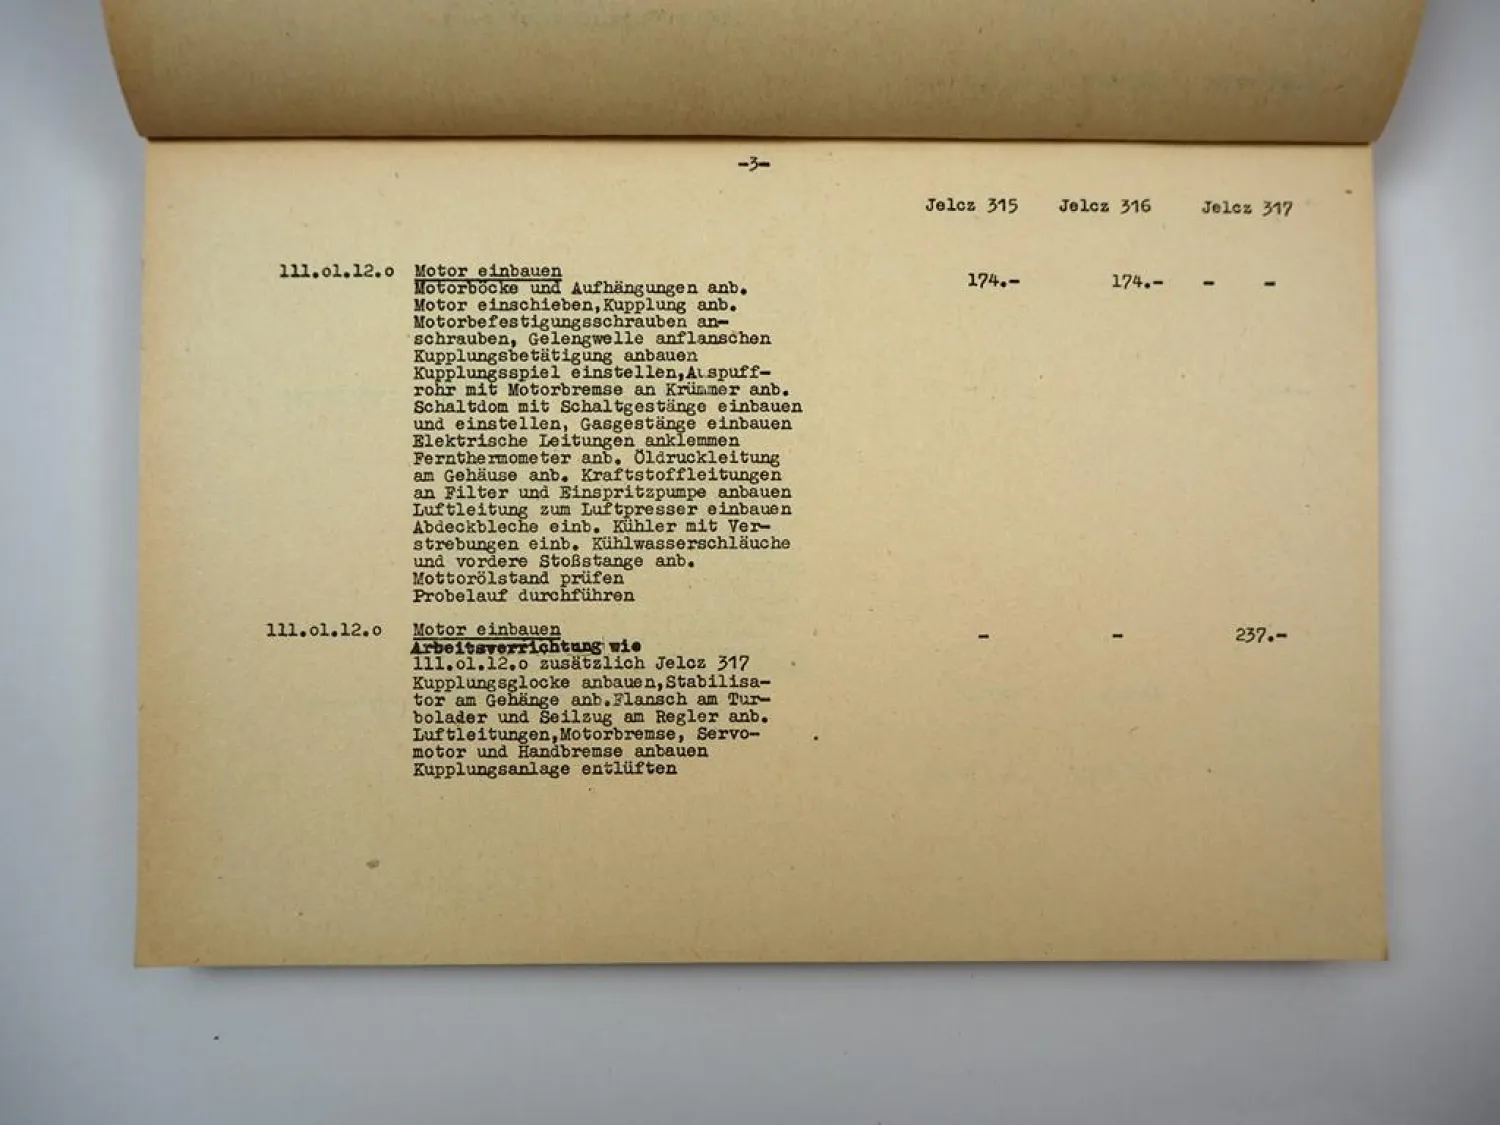 -3-
Jelcz 315 Jelcz 316 Jelcz 317
111.o1.12.o Motor einbauen
Motorböcke und Aufhängungen anb. 174.- 174.- - -
Motor einschieben,Kupplung anb.
Motorbefestigungsschrauben an-
schrauben, Gelengwelle anflanschen
Kupplungsbetätigung anbauen
Kupplungsspiel einstellen,Auspuff-
rohr mit Motorbremse an Krümmer anb.
Schaltdom mit Schaltgestänge einbauen
und einstellen, Gasgestänge einbauen
Elektrische Leitungen anklemmen
Fernthermometer anb. Öldruckleitung
am Gehäuse anb. Kraftstoffleitungen
an Filter und Einspritzpumpe anbauen
Luftleitung zum Luftpresser einbauen
Abdeckbleche einb. Kühler mit Ver-
strebungen einb. Kühlwasserschläuche
und vordere Stoßstange anb.
Mottorölstand prüfen
Probelauf durchführen
111.o1.12.o Motor einbauen - - 237.-
Arbeitsverrichtung wie
111.o1.12.o zusätzlich Jelcz 317
Kupplungsglocke anbauen,Stabilisa-
tor am Gehänge anb.Flansch am Tur-
bolader und Seilzug am Regler anb.
Luftleitungen,Motorbremse, Servo-
motor und Handbremse anbauen
Kupplungsanlage entlüften